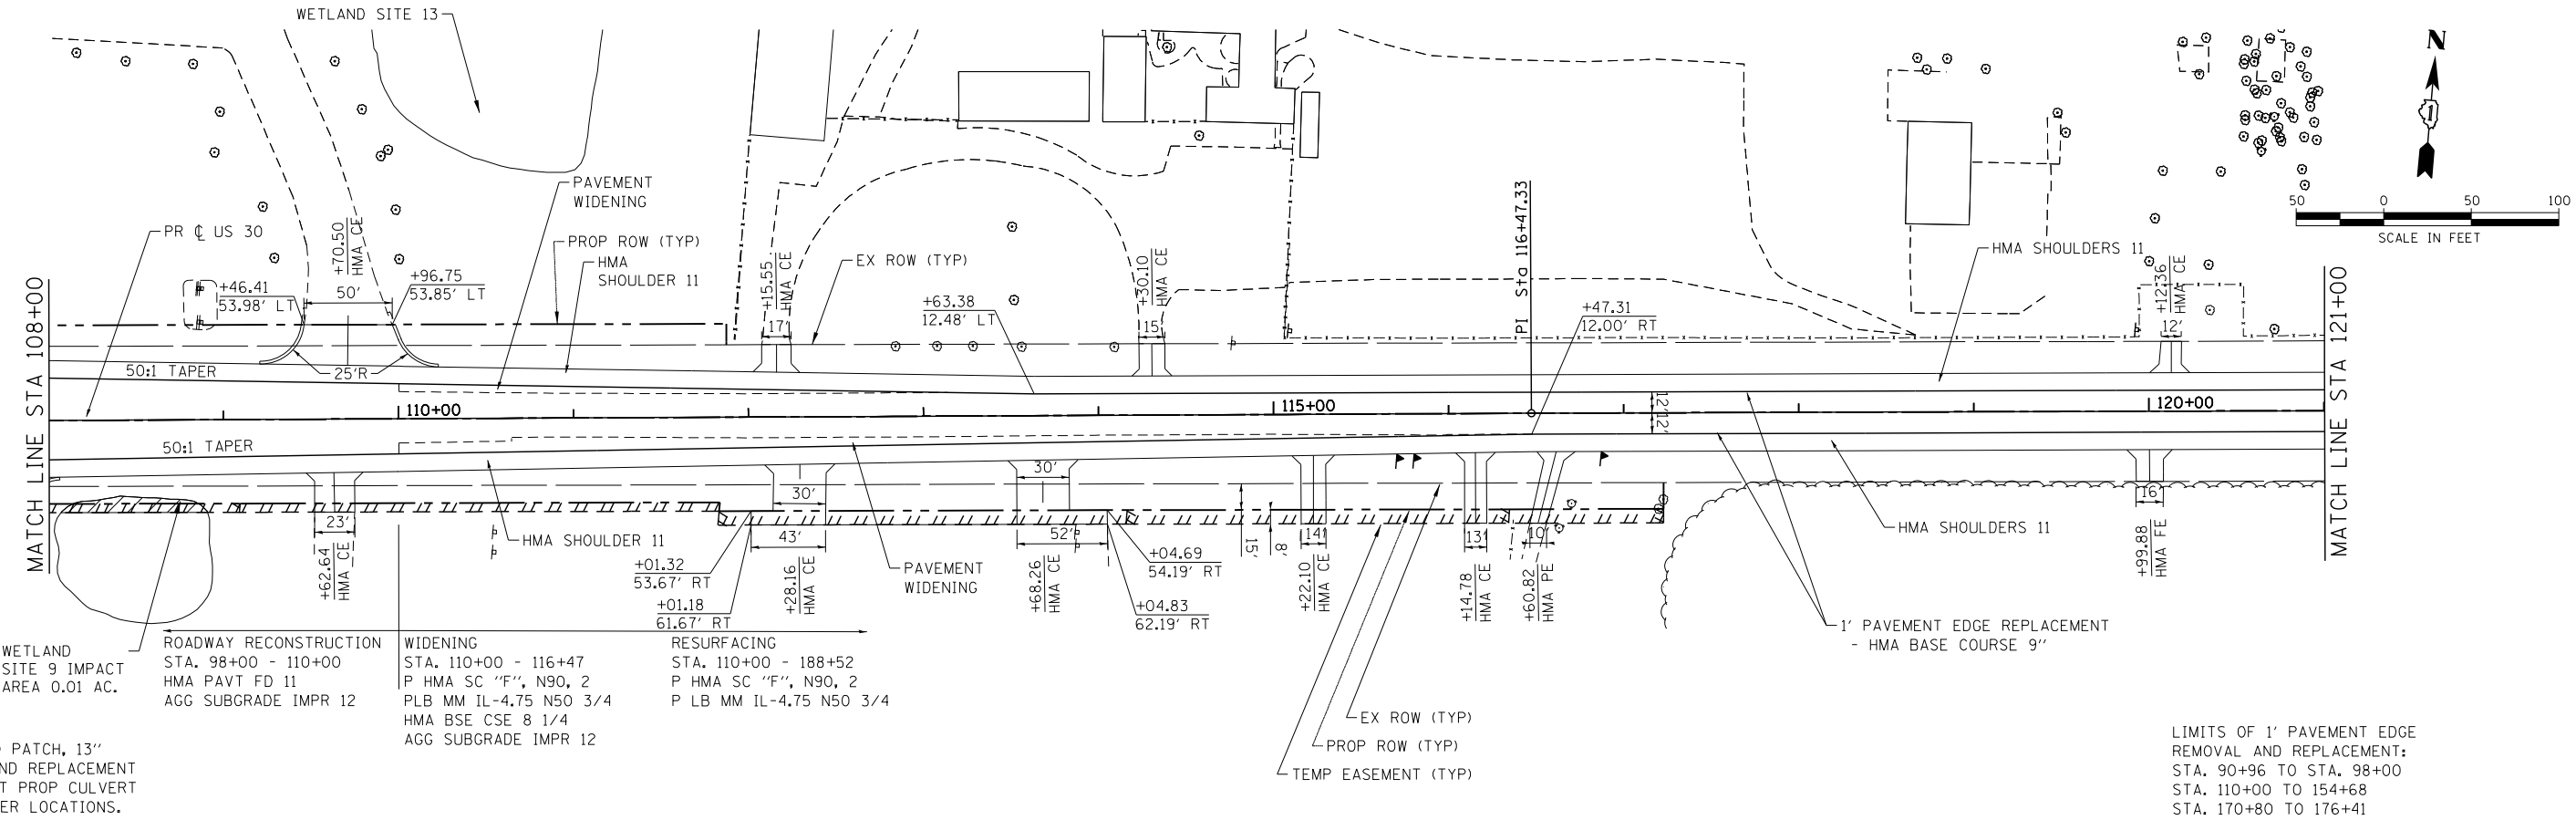 WETLAND SITE 13
N
1
50 0 50 100
SCALE IN FEET
PAVEMENT
WIDENING
PR ℄ US 30
PROP ROW (TYP)
HMA
SHOULDER 11
EX ROW (TYP)
+70.50
HMA CE
+46.41
53.98' LT
50'
+96.75
53.85' LT
+15.55
HMA CE
17'
+63.38
12.48' LT
+30.10
HMA CE
15'
PI Sta 116+47.33
+47.31
12.00' RT
HMA SHOULDERS 11
+12.36
HMA CE
12'
MATCH LINE STA 108+00
MATCH LINE STA 121+00
50:1 TAPER
25'R
110+00
115+00
120+00
12'
12'
50:1 TAPER
23'
+62.64
HMA CE
HMA SHOULDER 11
30'
43'
+28.16
HMA CE
+01.32
53.67' RT
+01.18
61.67' RT
PAVEMENT
WIDENING
30'
52'
+68.26
HMA CE
+04.69
54.19' RT
+04.83
62.19' RT
15'
8'
14'
+22.10
HMA CE
13'
+14.78
HMA CE
10'
+60.82
HMA PE
16'
+99.88
HMA FE
HMA SHOULDERS 11
1' PAVEMENT EDGE REPLACEMENT
- HMA BASE COURSE 9"
WETLAND
SITE 9 IMPACT
AREA 0.01 AC.
ROADWAY RECONSTRUCTION
STA. 98+00 - 110+00
HMA PAVT FD 11
AGG SUBGRADE IMPR 12
WIDENING
STA. 110+00 - 116+47
P HMA SC "F", N90, 2
PLB MM IL-4.75 N50 3/4
HMA BSE CSE 8 1/4
AGG SUBGRADE IMPR 12
RESURFACING
STA. 110+00 - 188+52
P HMA SC "F", N90, 2
P LB MM IL-4.75 N50 3/4
EX ROW (TYP)
PROP ROW (TYP)
TEMP EASEMENT (TYP)
PATCH, 13"
ND REPLACEMENT
T PROP CULVERT
ER LOCATIONS.
LIMITS OF 1' PAVEMENT EDGE
REMOVAL AND REPLACEMENT:
STA. 90+96 TO STA. 98+00
STA. 110+00 TO 154+68
STA. 170+80 TO 176+41